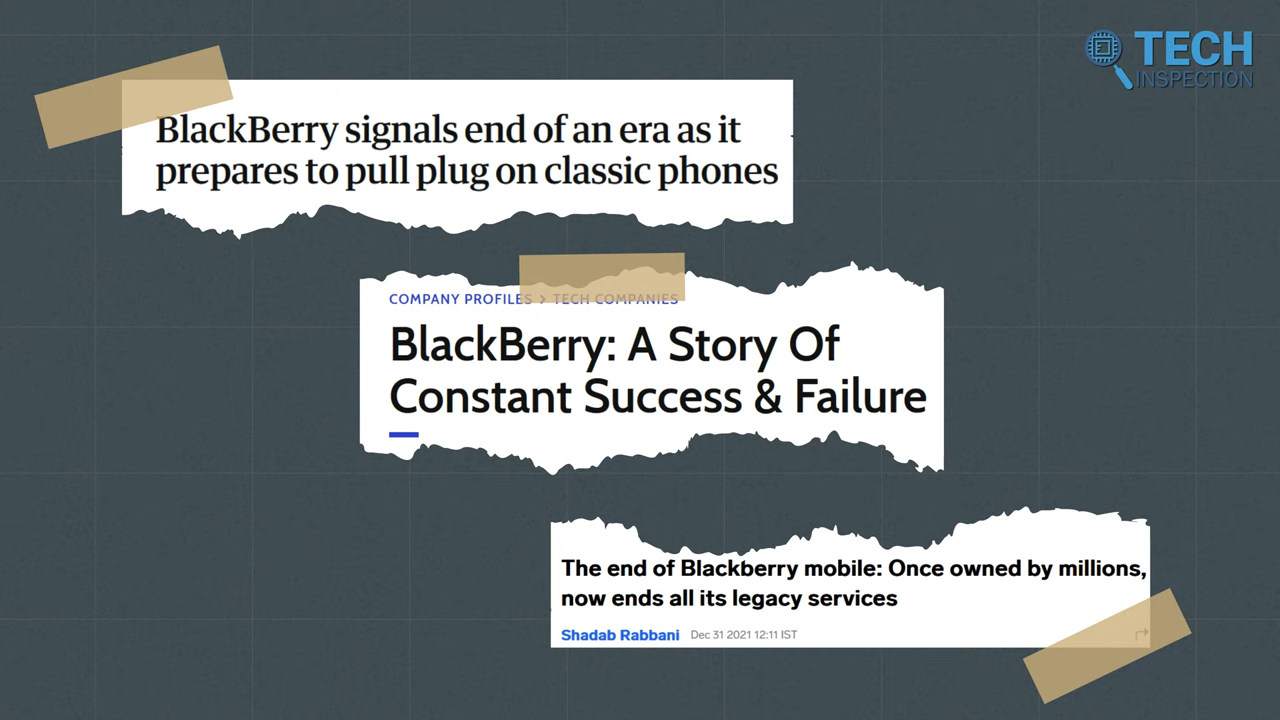 TECH
INSPECTION
BlackBerry signals end of an era as it
prepares to pull plug on classic phones
COMPANY PROFILES > TECH COMPANIES
BlackBerry: A Story Of
Constant Success & Failure
The end of Blackberry mobile: Once owned by millions,
now ends all its legacy services
Shadab Rabbani Dec 31 2021 12:11 IST